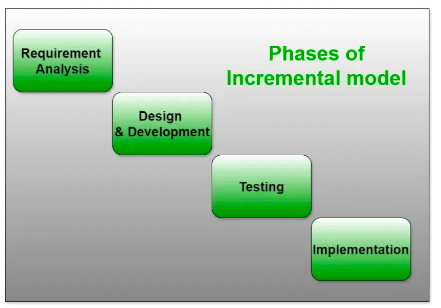 Requirement
Analysis
Phases of
Incremental model
Design
& Development
Testing
Implementation